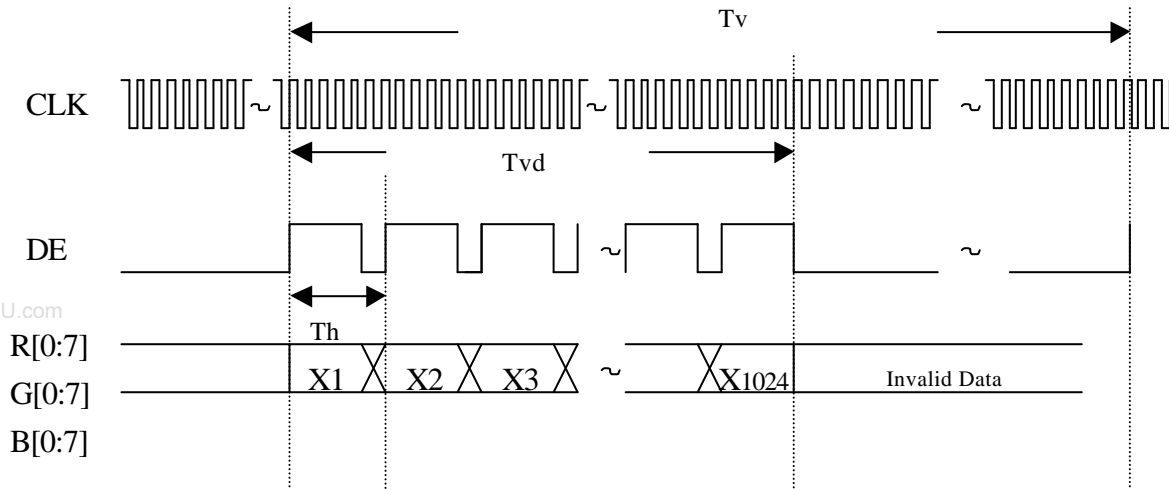 Tv
CLK
~ ~ ~
Tvd
DE
~ ~
U.com
Th
R[0:7]
X1 X2 X3 ~ X1024 Invalid Data
G[0:7]
B[0:7]